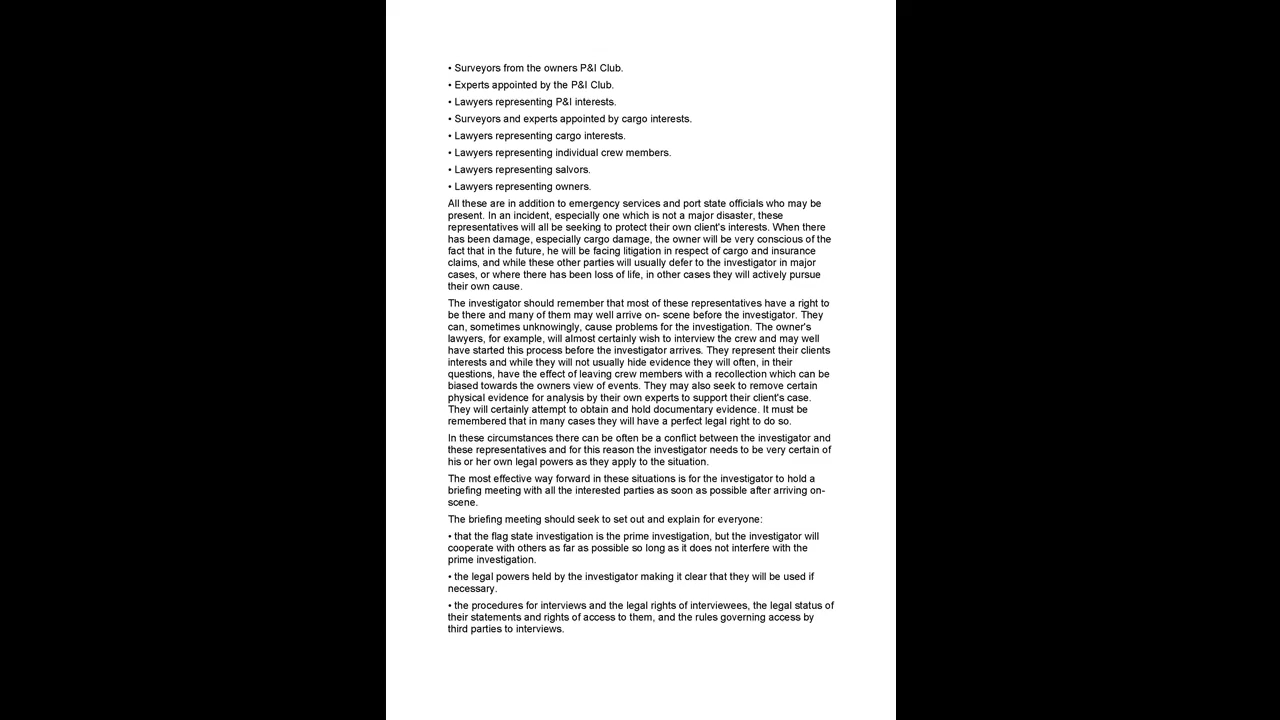 • Surveyors from the owners P&I Club.
• Experts appointed by the P&I Club.
• Lawyers representing P&I interests.
• Surveyors and experts appointed by cargo interests.
• Lawyers representing cargo interests.
• Lawyers representing individual crew members.
• Lawyers representing salvors.
• Lawyers representing owners.
All these are in addition to emergency services and port state officials who may be
present. In an incident, especially one which is not a major disaster, these
representatives will all be seeking to protect their own client's interests. When there
has been damage, especially cargo damage, the owner will be very conscious of the
fact that in the future, he will be facing litigation in respect of cargo and insurance
claims, and while these other parties will usually defer to the investigator in major
cases, or where there has been loss of life, in other cases they will actively pursue
their own cause.
The investigator should remember that most of these representatives have a right to
be there and many of them may well arrive on- scene before the investigator. They
can, sometimes unknowingly, cause problems for the investigation. The owner's
lawyers, for example, will almost certainly wish to interview the crew and may well
have started this process before the investigator arrives. They represent their clients
interests and while they will not usually hide evidence they will often, in their
questions, have the effect of leaving crew members with a recollection which can be
biased towards the owners view of events. They may also seek to remove certain
physical evidence for analysis by their own experts to support their client's case.
They will certainly attempt to obtain and hold documentary evidence. It must be
remembered that in many cases they will have a perfect legal right to do so.
In these circumstances there can be often be a conflict between the investigator and
these representatives and for this reason the investigator needs to be very certain of
his or her own legal powers as they apply to the situation.
The most effective way forward in these situations is for the investigator to hold a
briefing meeting with all the interested parties as soon as possible after arriving on-
scene.
The briefing meeting should seek to set out and explain for everyone:
• that the flag state investigation is the prime investigation, but the investigator will
cooperate with others as far as possible so long as it does not interfere with the
prime investigation.
• the legal powers held by the investigator making it clear that they will be used if
necessary.
• the procedures for interviews and the legal rights of interviewees, the legal status of
their statements and rights of access to them, and the rules governing access by
third parties to interviews.